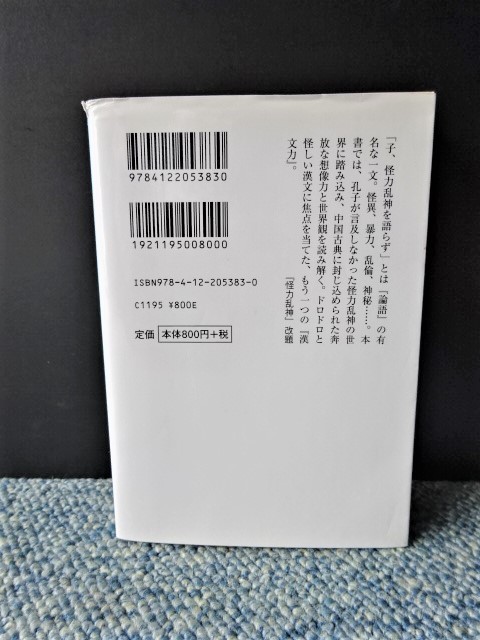 9784122053830
1921195008000
ISBN978-4-12-205383-0
C1195 ¥800E
定価 本体800円+税
「子、怪力乱神を語らず」とは『論語』の有
名な一文。怪異、暴力、乱倫、神秘……。本
書では、孔子が言及しなかった怪力乱神の世
界に踏み込み、中国古典に封じ込められた奔
放な想像力と世界観を読み解く。ドロドロと
怪しい漢文に焦点を当てた、もう一つの『漢
文力』。
『怪力乱神』改題